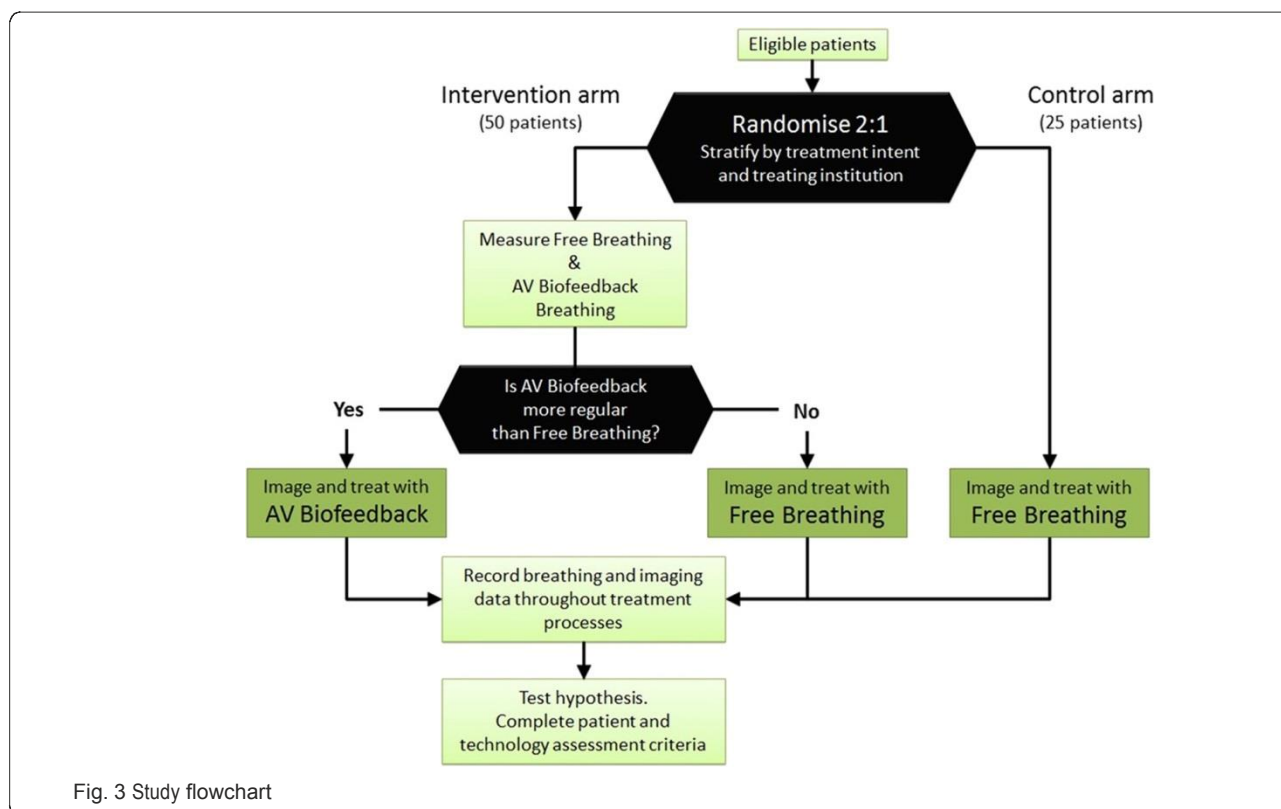 Eligible patients
Intervention arm
(50 patients)
Randomise 2:1
Stratify by treatment intent
and treating institution
Control arm
(25 patients)
Measure Free Breathing
&
AV Biofeedback
Breathing
Is AV Biofeedback
more regular
than Free Breathing?
Yes
No
Image and treat with
AV Biofeedback
Image and treat with
Free Breathing
Image and treat with
Free Breathing
Record breathing and imaging
data throughout treatment
processes
Test hypothesis.
Complete patient and
technology assessment criteria
Fig. 3 Study flowchart